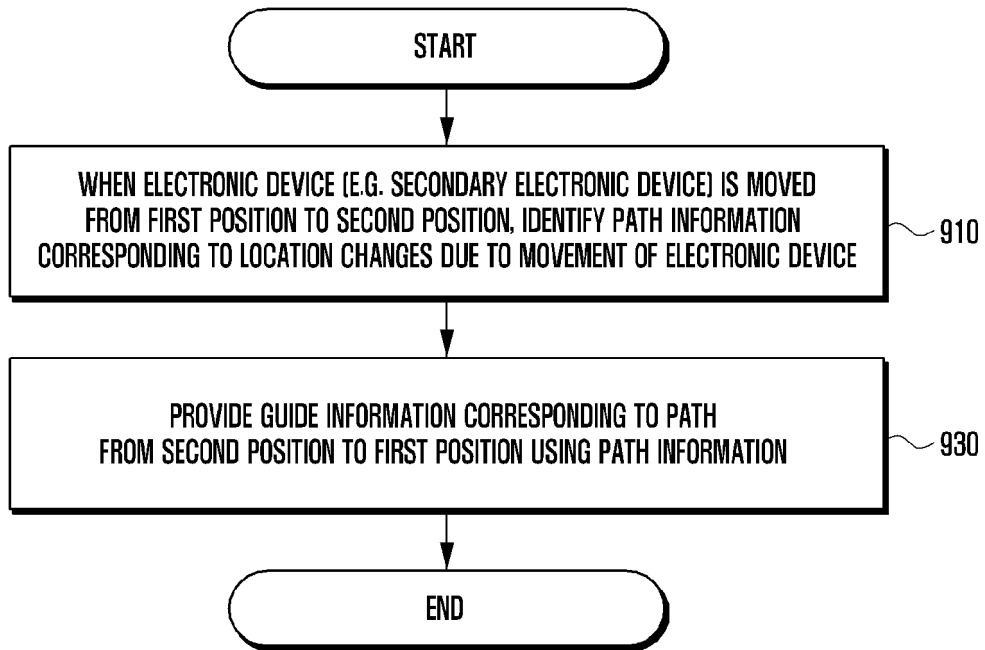 START
WHEN ELECTRONIC DEVICE (E.G. SECONDARY ELECTRONIC DEVICE) IS MOVED
FROM FIRST POSITION TO SECOND POSITION, IDENTIFY PATH INFORMATION
CORRESPONDING TO LOCATION CHANGES DUE TO MOVEMENT OF ELECTRONIC DEVICE
910
PROVIDE GUIDE INFORMATION CORRESPONDING TO PATH
FROM SECOND POSITION TO FIRST POSITION USING PATH INFORMATION
930
END